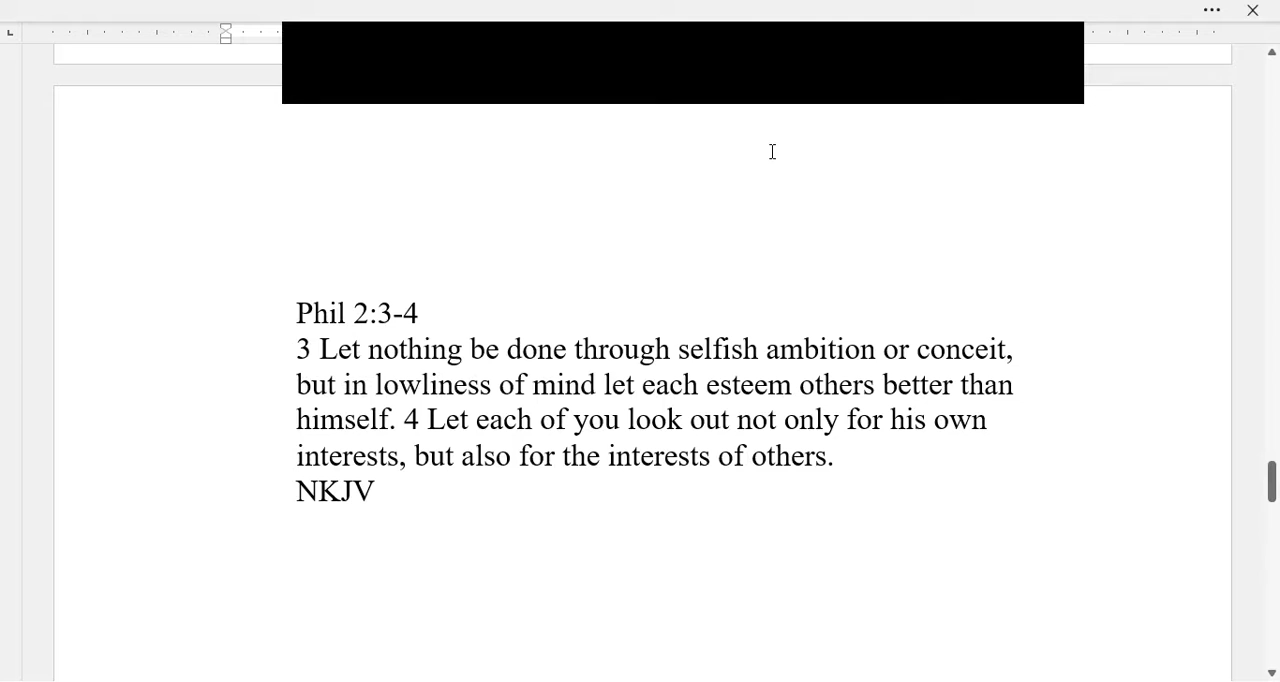 Phil 2:3-4
3 Let nothing be done through selfish ambition or conceit,
but in lowliness of mind let each esteem others better than
himself. 4 Let each of you look out not only for his own
interests, but also for the interests of others.
NKJV